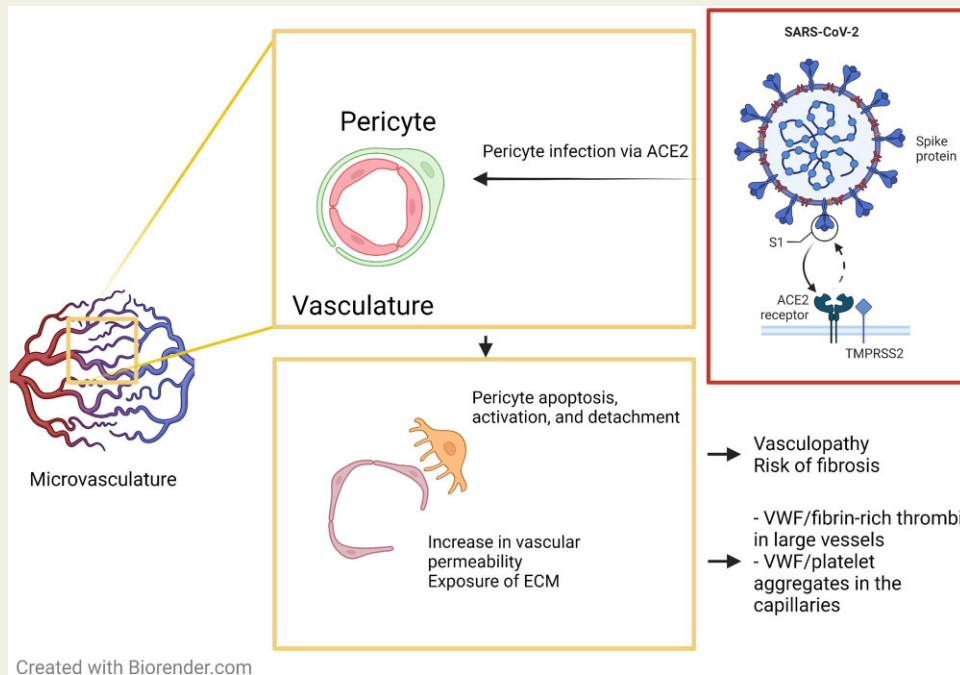 SARS-CoV-2
Spike
protein
S1
ACE2
receptor
TMPRSS2
Pericyte
Pericyte infection via ACE2
Vasculature
Microvasculature
Pericyte apoptosis,
activation, and detachment
Increase in vascular
permeability
Exposure of ECM
Vasculopathy
Risk of fibrosis
- VWF/fibrin-rich thrombi
in large vessels
- VWF/platelet
aggregates in the
capillaries
Created with Biorender.com